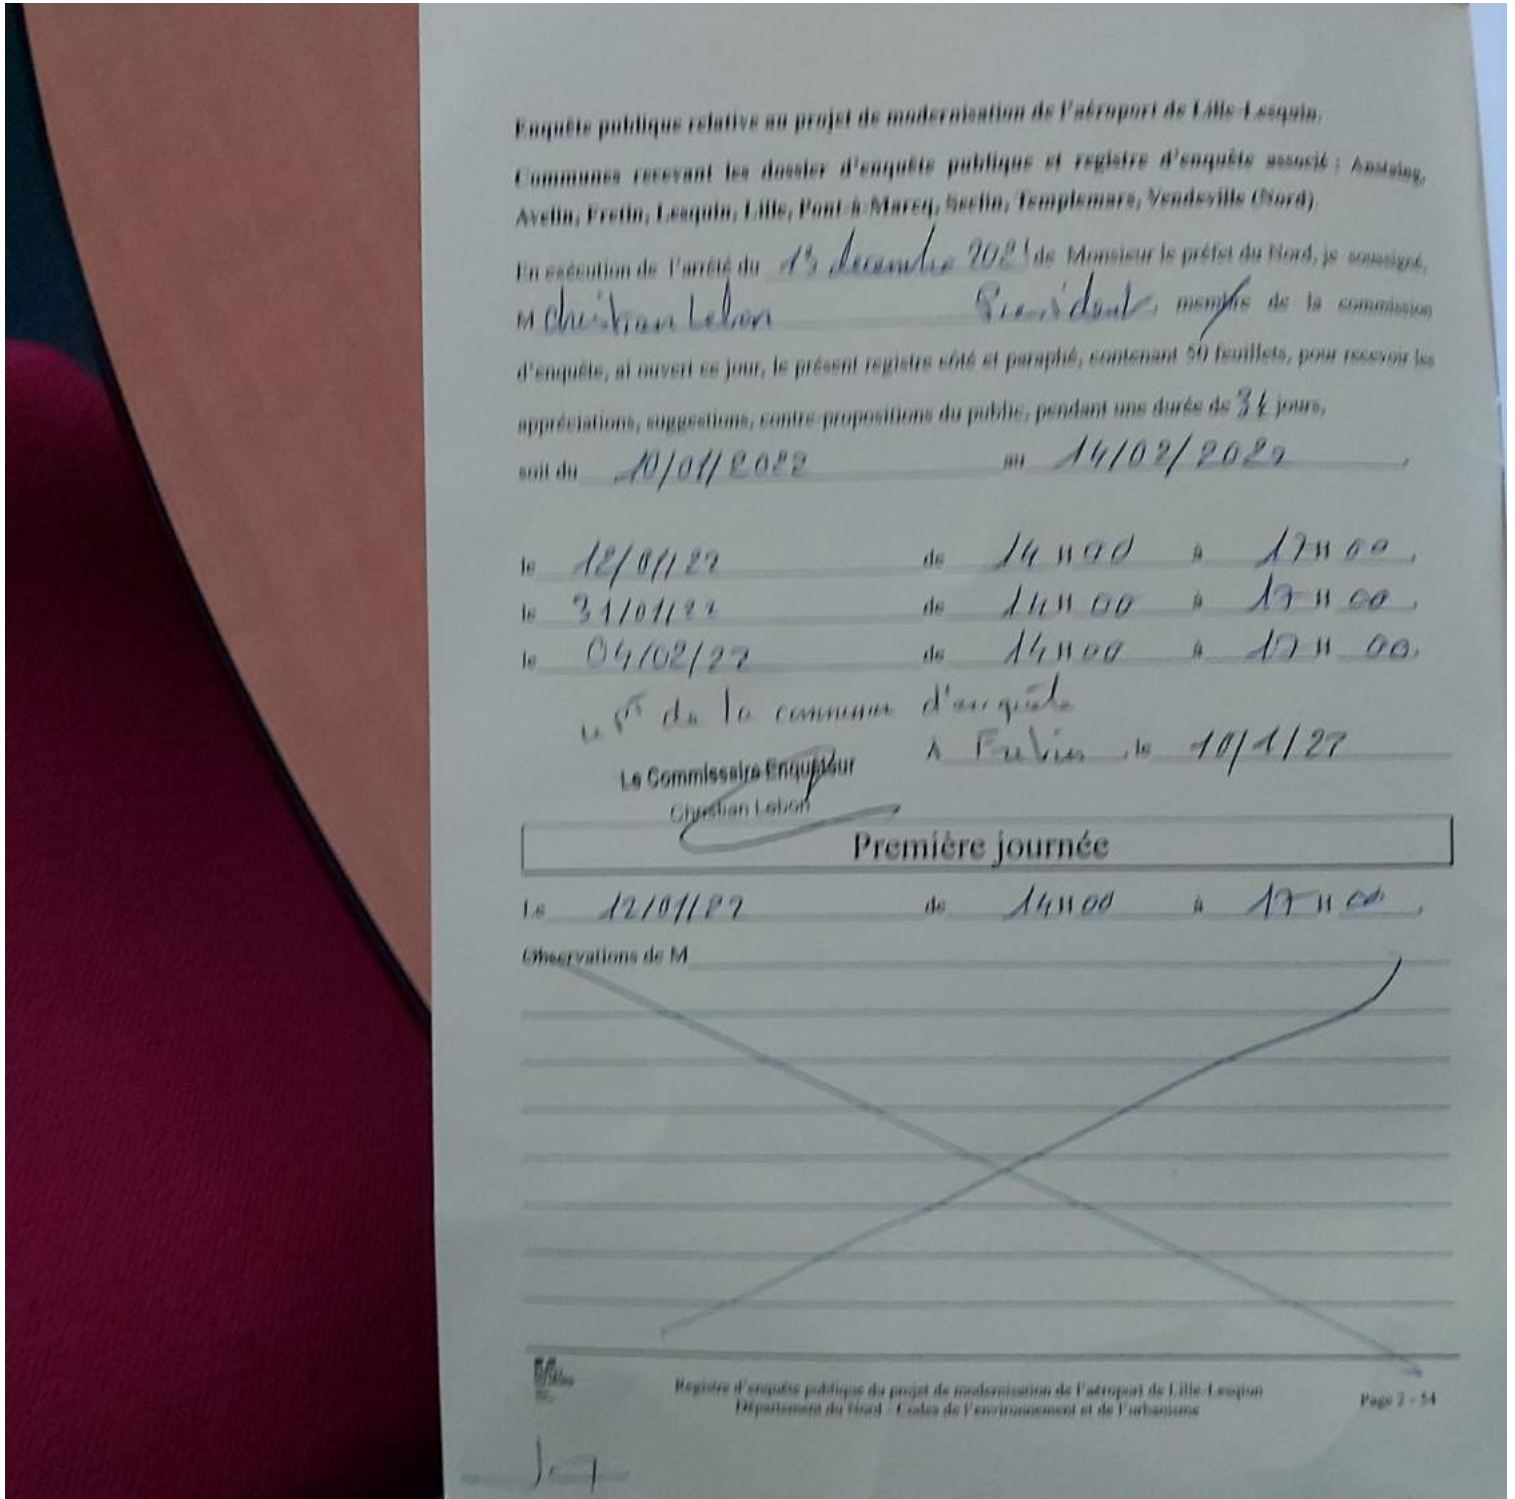 Enquête publique relative au projet de modernisation de l'aéroport de Lille-Lesquin.
Communes recevant les dossier d'enquête publique et registre d'enquête associé : Anstaing,
Avelin, Fretin, Lesquin, Lille, Pont-à-Marcq, Seclin, Templemars, Vendeville (Nord)
En exécution de l'arrêté du 13 decembre 2021 de Monsieur le préfet du Nord, je soussigné,
M Christian Lebon Président, membre de la commission
d'enquête, ai ouvert ce jour, le présent registre côté et paraphé, contenant 50 feuillets, pour recevoir les
appréciations, suggestions, contre-propositions du public, pendant une durée de jours,
soit du 10/01/2022 au 14/02/2022,
le 12/01/22 de 14 H 00 à 17 H 00,
le 31/01/22 de 14 H 00 à 17 H 00,
le 04/02/22 de 14 H 00 à 17 H 00.
de la d'enquête
à Fretin, le 10/1/22
Le Commissaire Enquêteur
Christian Lebon
Première journée
Le 12/01/22 de 14 H 00 à 17 H 00,
Observations de M
Registre d'enquête publique du projet de modernisation de l'aéroport de Lille-Lesquin
Département du Nord - Codes de l'environnement et de l'urbanisme
Page 2 - 54